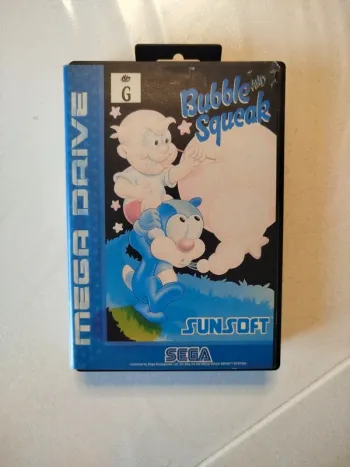 G
Bubble AND
Squeak
MEGA DRIVE
SUNSOFT
SEGA